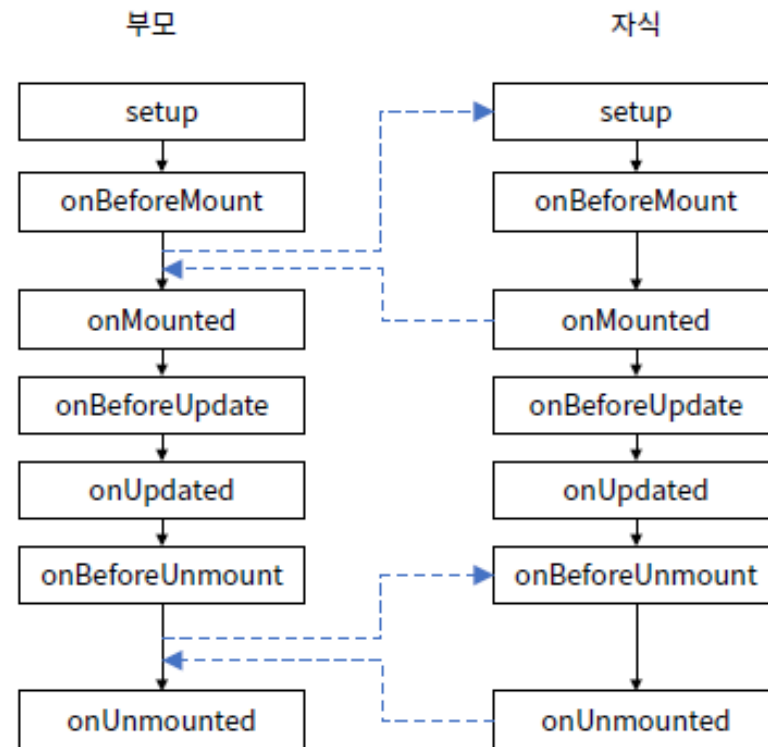 부모
자식
setup
setup
onBeforeMount
onBeforeMount
onMounted
onMounted
onBeforeUpdate
onBeforeUpdate
onUpdated
onUpdated
onBeforeUnmount
onBeforeUnmount
onUnmounted
onUnmounted